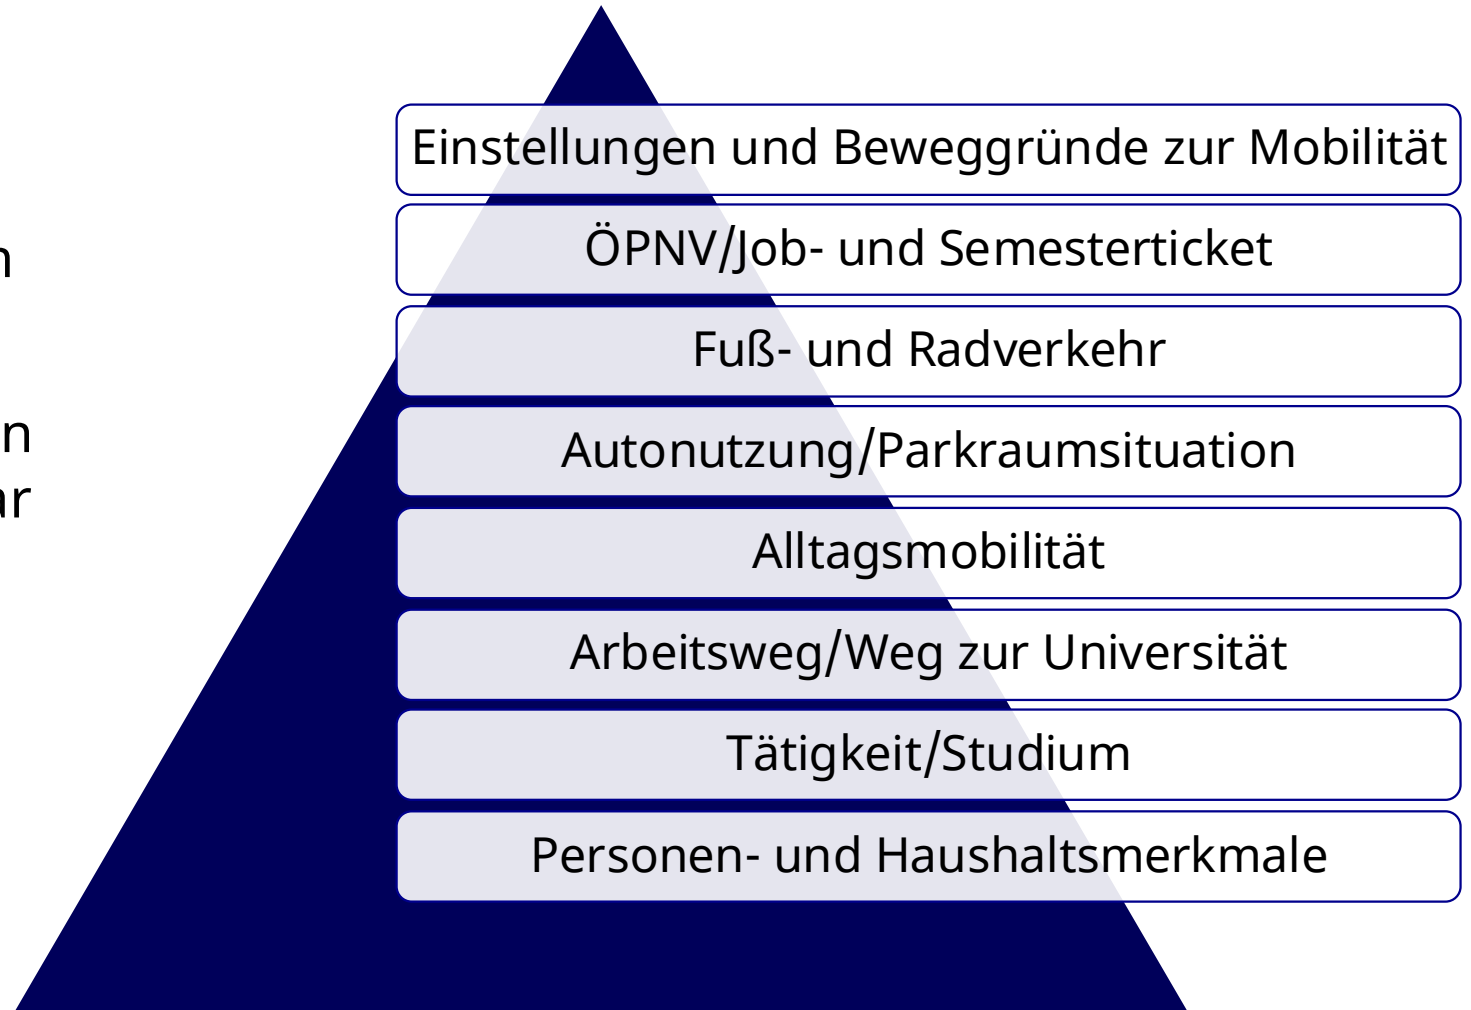 Einstellungen und Beweggründe zur Mobilität
ÖPNV/Job- und Semesterticket
Fuß- und Radverkehr
Autonutzung/Parkraumsituation
Alltagsmobilität
Arbeitsweg/Weg zur Universität
Tätigkeit/Studium
Personen- und Haushaltsmerkmale